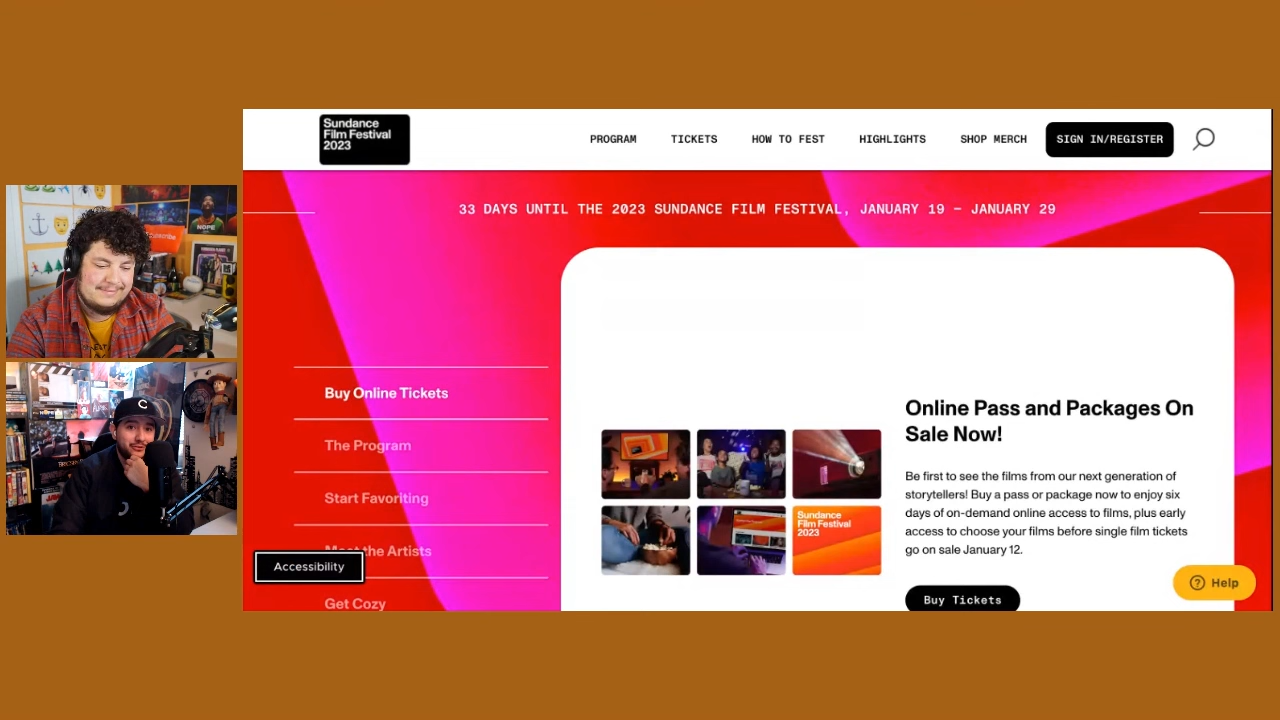 Sundance
Film Festival
2023
PROGRAM
TICKETS
HOW TO FEST
HIGHLIGHTS
SHOP MERCH
SIGN IN/REGISTER
33 DAYS UNTIL THE 2023 SUNDANCE FILM FESTIVAL, JANUARY 19 – JANUARY 29
NOPE
Buy Online Tickets
The Program
Start Favoriting
Meet the Artists
Get Cozy
Accessibility
Sundance
Film Festival
2023
Online Pass and Packages On
Sale Now!
Be first to see the films from our next generation of
storytellers! Buy a pass or package now to enjoy six
days of on-demand online access to films, plus early
access to choose your films before single film tickets
go on sale January 12.
Buy Tickets
Help